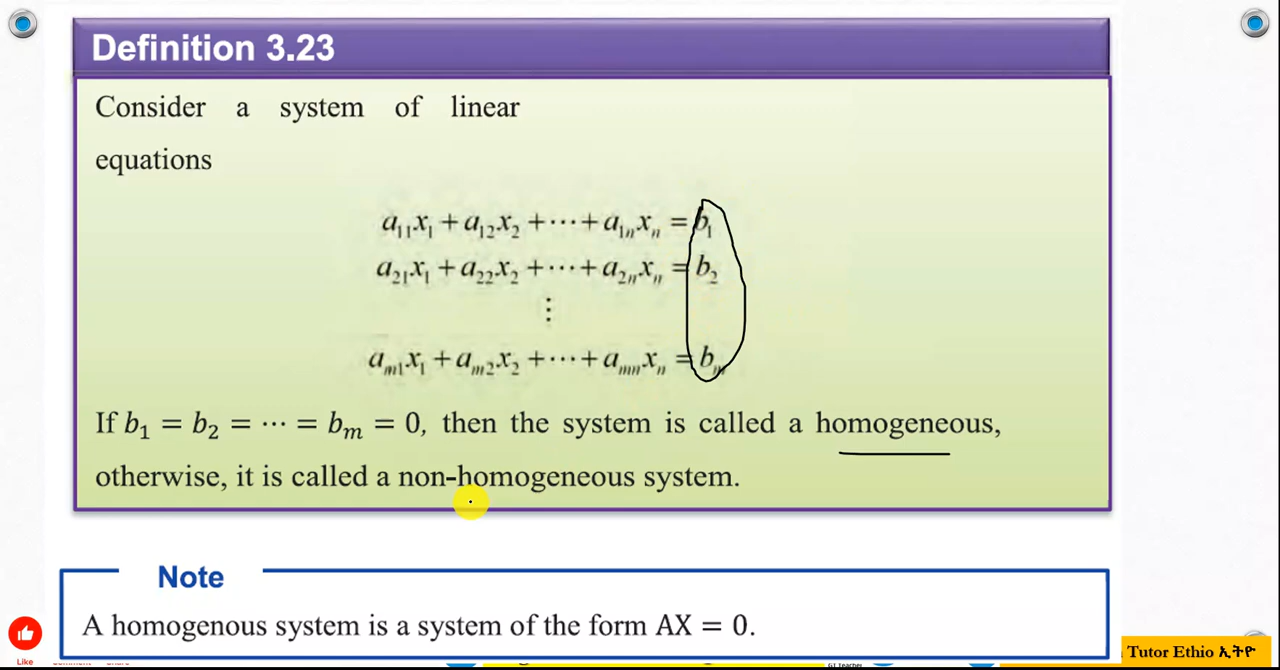 Definition 3.23
Consider a system of linear
equations
a₁₁x₁ + a₁₂x₂ + ⋯ + a₁ₙxₙ = b₁
a₂₁x₁ + a₂₂x₂ + ⋯ + a₂ₙxₙ = b₂
⋮
aₘ₁x₁ + aₘ₂x₂ + ⋯ + aₘₙxₙ = bₘ
If b₁ = b₂ = ⋯ = bₘ = 0, then the system is called a homogeneous,
otherwise, it is called a non-homogeneous system.
Note
A homogenous system is a system of the form AX = 0.
Tutor Ethio ኢትዮ
Like